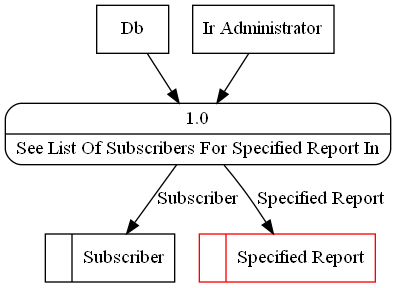 Db
Ir Administrator
1.0
See List Of Subscribers For Specified Report In
Subscriber
Specified Report
Subscriber
Specified Report